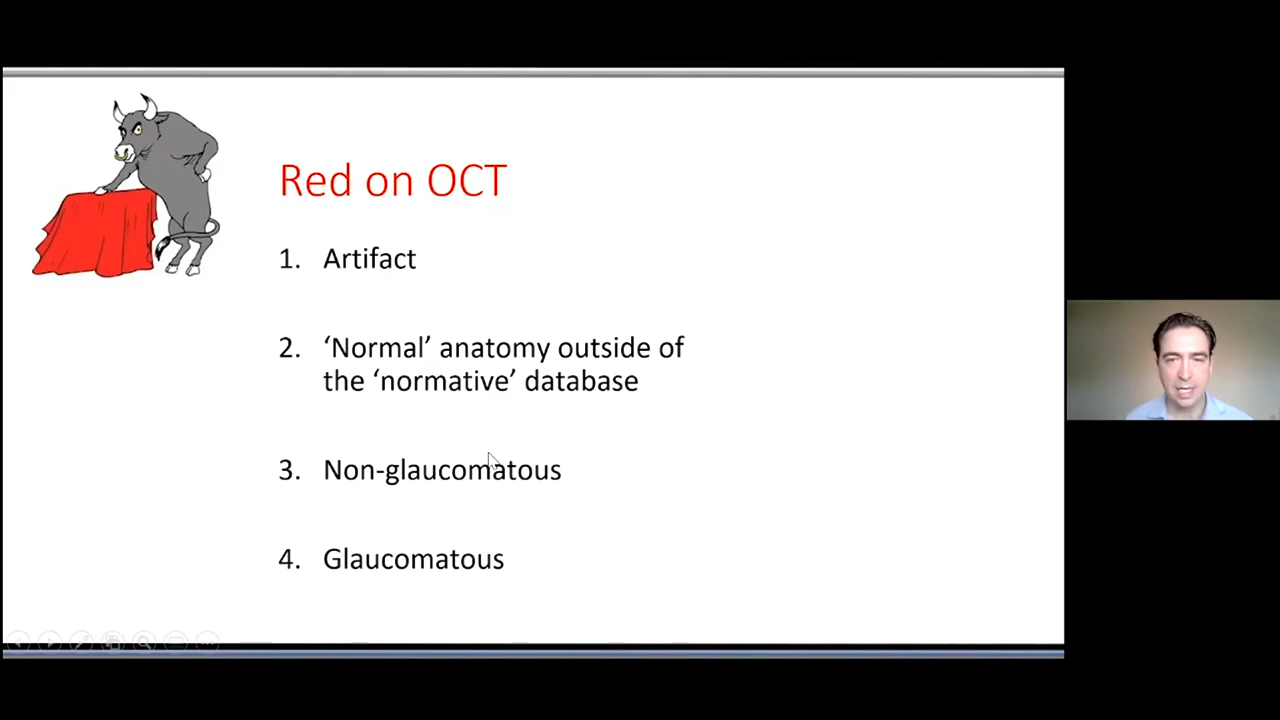 Red on OCT
1. Artifact
2. ‘Normal’ anatomy outside of
the ‘normative’ database
3. Non-glaucomatous
4. Glaucomatous